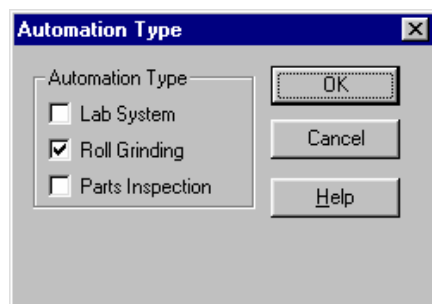 Automation Type
Automation Type
Lab System
Roll Grinding
Parts Inspection
OK
Cancel
Help